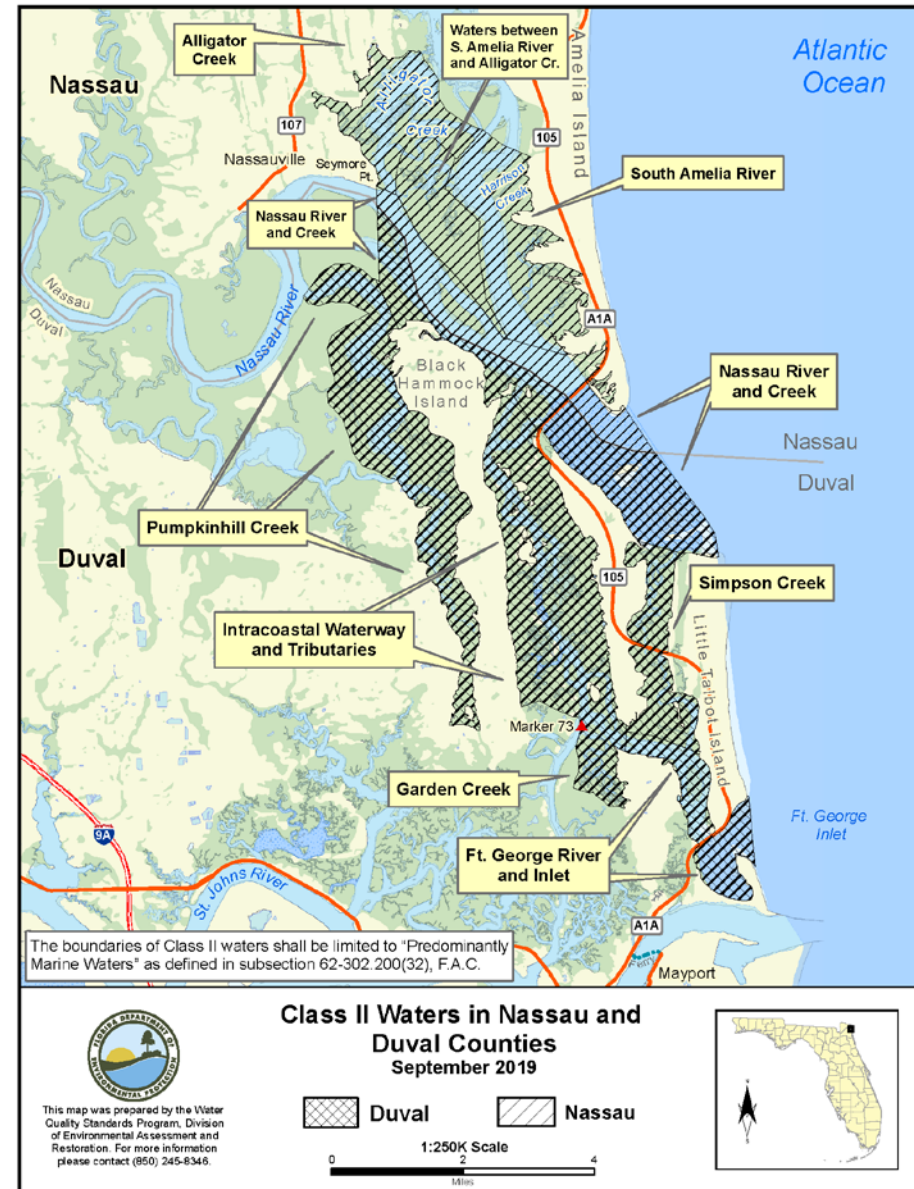 Alligator
Creek
Waters between
S. Amelia River
and Alligator Cr.
Amelia Island
Atlantic
Ocean
Nassau
Alligator
Creek
107
105
Nassauville
Seymore
Pt.
Harrison
Creek
South Amelia River
Nassau River
and Creek
Nassau
Duval
Nassau River
A1A
Black
Hammock
Island
Nassau River
and Creek
Nassau
Duval
Pumpkinhill Creek
Duval
105
Simpson Creek
Intracoastal Waterway
and Tributaries
Little Talbot Island
Marker 73
Garden Creek
9A
Ft. George
Inlet
Ft. George River
and Inlet
St. Johns River
A1A
The boundaries of Class II waters shall be limited to "Predominantly
Marine Waters" as defined in subsection 62-302.200(32), F.A.C.
Ferry
Mayport
Class II Waters in Nassau and
Duval Counties
September 2019
FLORIDA DEPARTMENT OF
ENVIRONMENTAL PROTECTION
Duval
Nassau
This map was prepared by the Water
Quality Standards Program, Division
of Environmental Assessment and
Restoration. For more information
please contact (850) 245-8346.
1:250K Scale
0 2 4
Miles
N
S